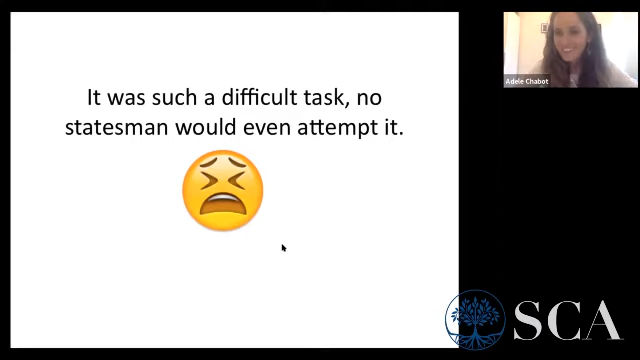 It was such a difficult task, no
statesman would even attempt it.
Adele Chabot
SCA